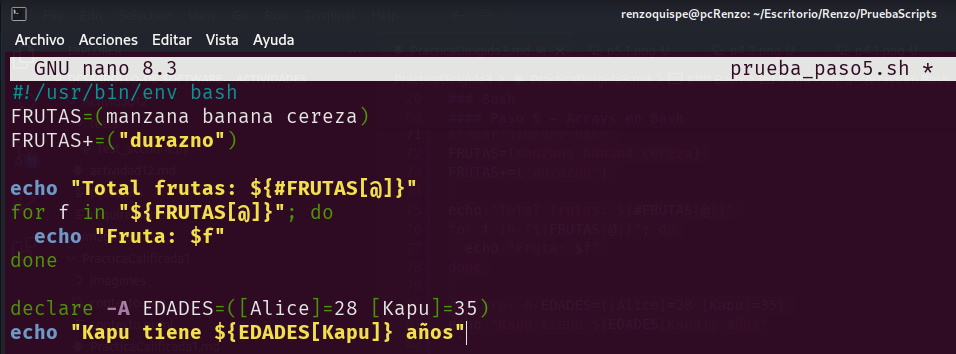 renzoquispe@pcRenzo: ~/Escritorio/Renzo/PruebaScripts
Archivo Acciones Editar Vista Ayuda
GNU nano 8.3 prueba_paso5.sh *
#!/usr/bin/env bash
FRUTAS=(manzana banana cereza)
FRUTAS+=("durazno")
echo "Total frutas: ${#FRUTAS[@]}"
for f in "${FRUTAS[@]}"; do
  echo "Fruta: $f"
done
declare -A EDADES=([Alice]=28 [Kapu]=35)
echo "Kapu tiene ${EDADES[Kapu]} años"